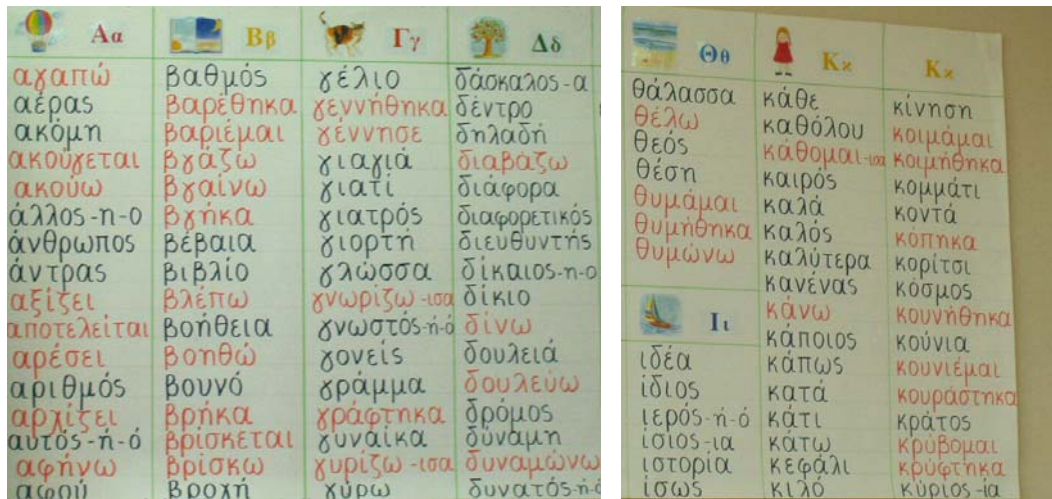 Αα
αγαπώ
αέρας
ακόμη
ακούγεται
ακούω
άλλος-η-ο
άνθρωπος
άντρας
αξίζει
αποτελείται
αρέσει
αριθμός
αρχίζει
αυτός-ή-ό
αφήνω
αφού
Ββ
βαθμός
βαρέθηκα
βαριέμαι
βγάζω
βγαίνω
βγήκα
βέβαια
βιβλίο
βλέπω
βοήθεια
βοηθώ
βουνό
βρήκα
βρίσκεται
βρίσκω
βροχή
Γγ
γέλιο
γεννήθηκα
γέννησε
γιαγιά
γιατί
γιατρός
γιορτή
γλώσσα
γνωρίζω-ισα
γνωστός-ή-ό
γονείς
γράμμα
γράφτηκα
γυναίκα
γυρίζω-ισα
γύρω
Δδ
δάσκαλος-α
δέντρο
δηλαδή
διαβάζω
διάφορα
διαφορετικός
διευθυντής
δίκαιος-η-ο
δίκιο
δίνω
δουλειά
δουλεύω
δρόμος
δύναμη
δυναμώνω
δυνατός-ή-ό
Θθ
θάλασσα
θέλω
θεός
θέση
θυμάμαι
θυμήθηκα
θυμώνω
Ιι
ιδέα
ίδιος
ιερός-ή-ό
ίσιος-ια
ιστορία
ίσως
Κκ
κάθε
καθόλου
κάθομαι-ισα
καιρός
καλά
καλός
καλύτερα
κανένας
κάνω
κάποιος
κάπως
κατά
κάτι
κάτω
κεφάλι
κιλό
Κκ
κίνηση
κοιμάμαι
κοιμήθηκα
κομμάτι
κοντά
κόπηκα
κορίτσι
κόσμος
κουνήθηκα
κούνια
κουνιέμαι
κουράστηκα
κράτος
κρύβομαι
κρύφτηκα
κύριος-ία